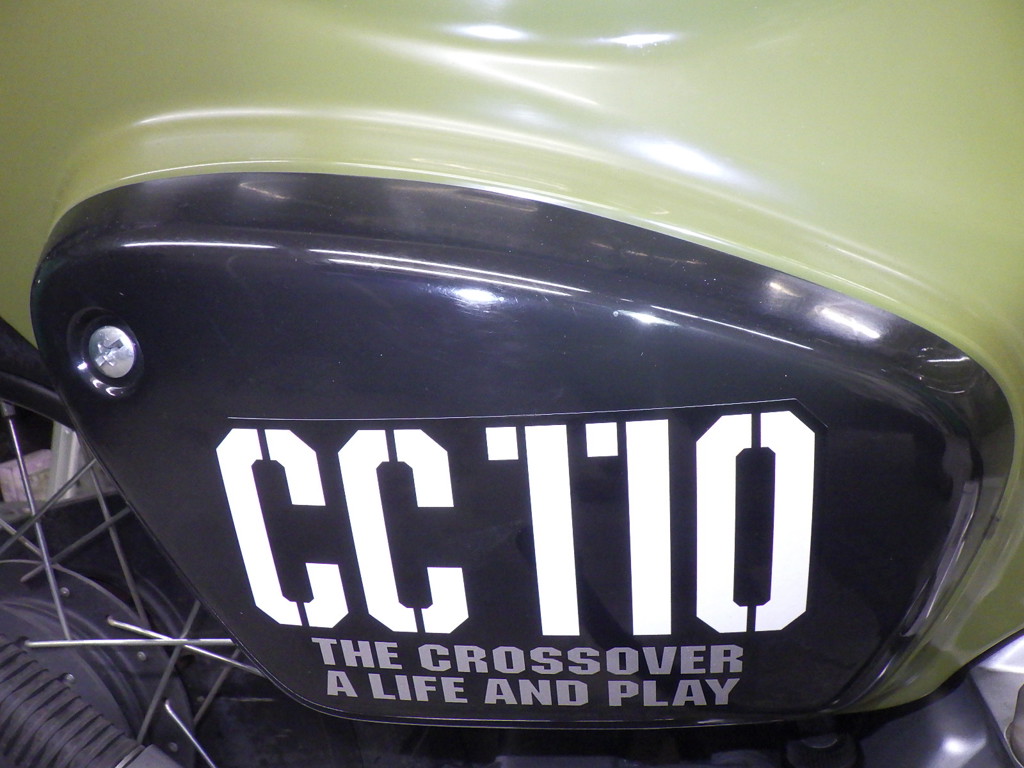 CC110
THE CROSSOVER
A LIFE AND PLAY